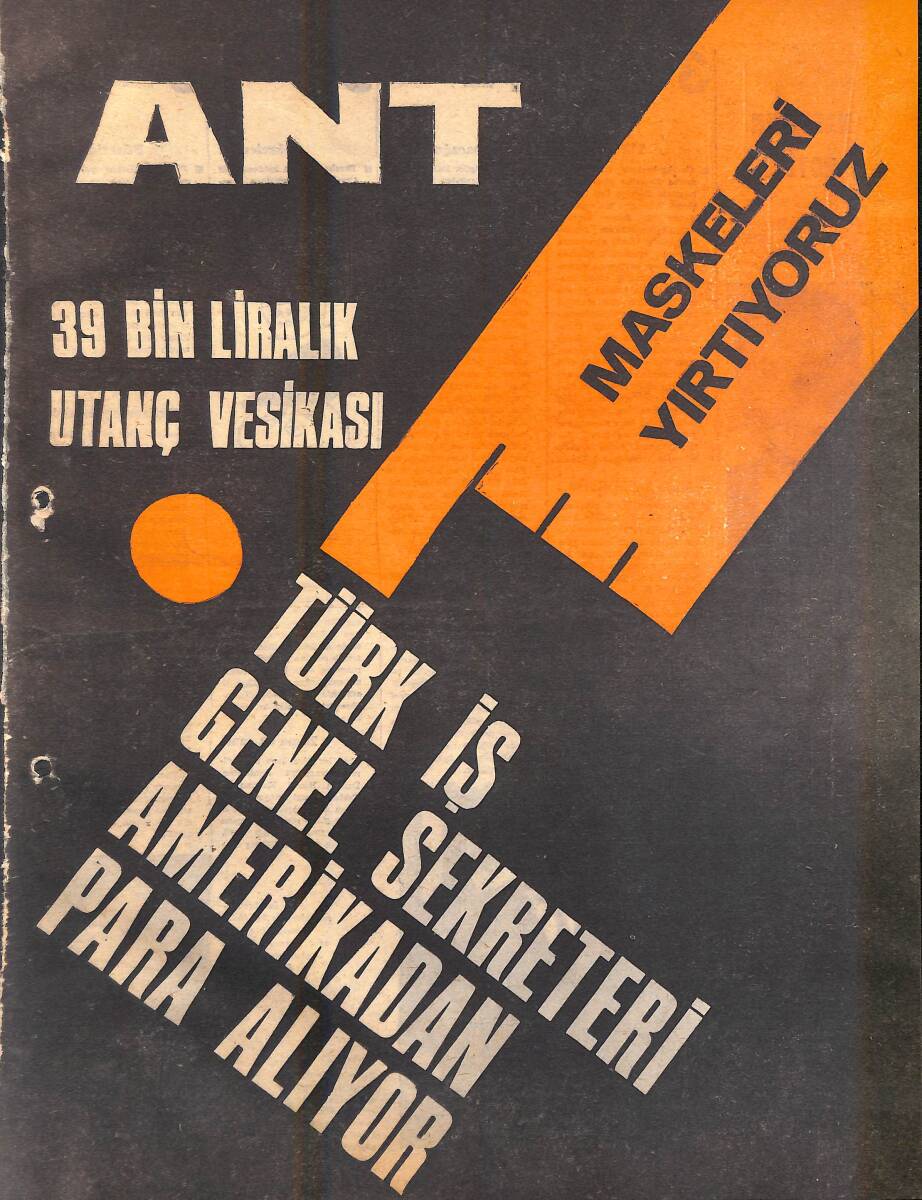 ANT
MASKELERİ
YIRTIYORUZ
39 BİN LİRALIK
UTANÇ VESİKASI
TÜRK İŞ
GENEL SEKRETERİ
AMERİKADAN
PARA ALIYOR